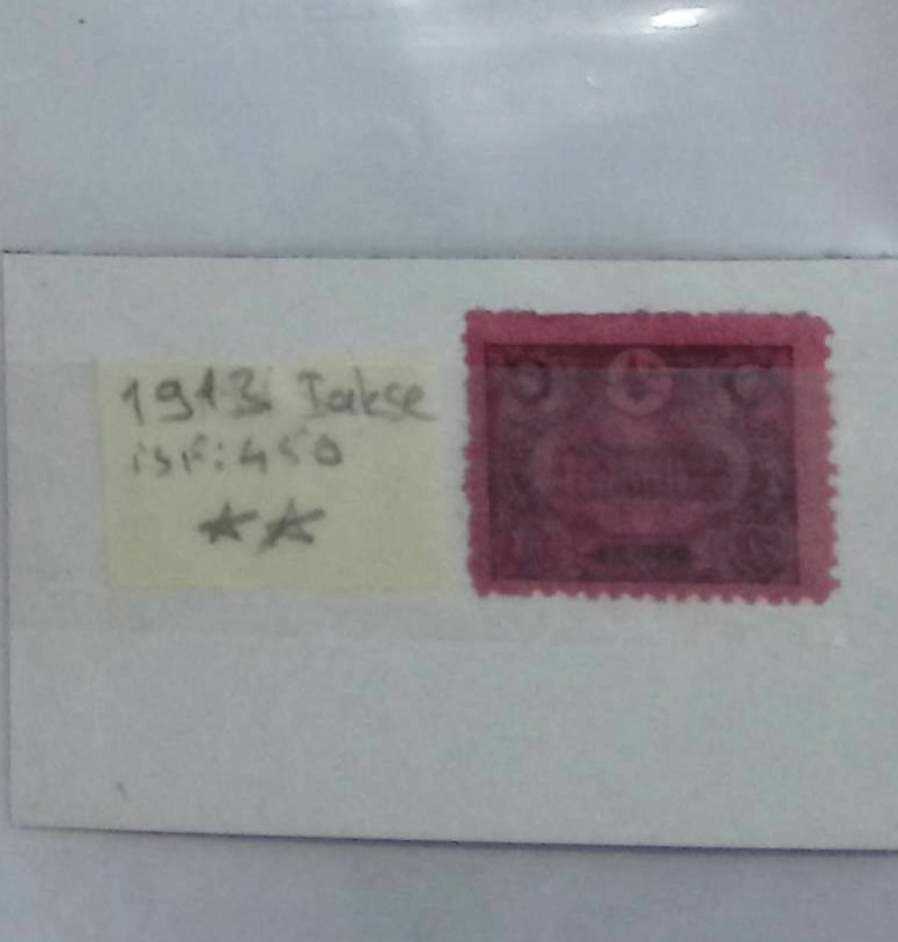 1913 Takse
isf: 450
★★